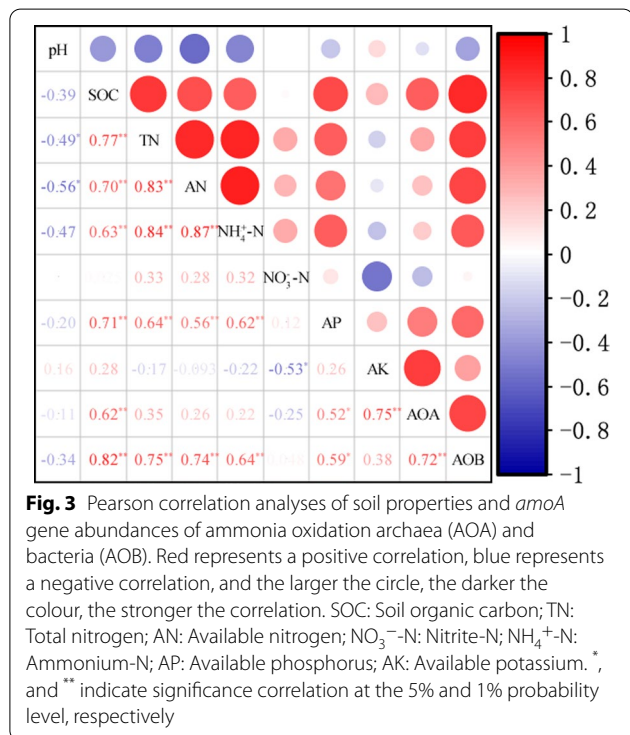 pH
1
-0.39 SOC
0.8
-0.49* 0.77** TN
0.6
-0.56* 0.70** 0.83** AN
0.4
-0.47 0.63** 0.84** 0.87** NH₄⁺-N
0.2
0.33 0.28 0.32 NO₃⁻-N
0
-0.20 0.71** 0.64** 0.56** 0.62** 0.12 AP
-0.2
0.16 0.28 -0.17 -0.093 -0.22 -0.53* 0.26 AK
-0.4
-0.11 0.62** 0.35 0.26 0.22 -0.25 0.52* 0.75** AOA
-0.6
-0.8
-0.34 0.82** 0.75** 0.74** 0.64** 0.59* 0.38 0.72** AOB
-1
Fig. 3 Pearson correlation analyses of soil properties and amoA
gene abundances of ammonia oxidation archaea (AOA) and
bacteria (AOB). Red represents a positive correlation, blue represents
a negative correlation, and the larger the circle, the darker the
colour, the stronger the correlation. SOC: Soil organic carbon; TN:
Total nitrogen; AN: Available nitrogen; NO₃⁻-N: Nitrite-N; NH₄⁺-N:
Ammonium-N; AP: Available phosphorus; AK: Available potassium. *,
and ** indicate significance correlation at the 5% and 1% probability
level, respectively